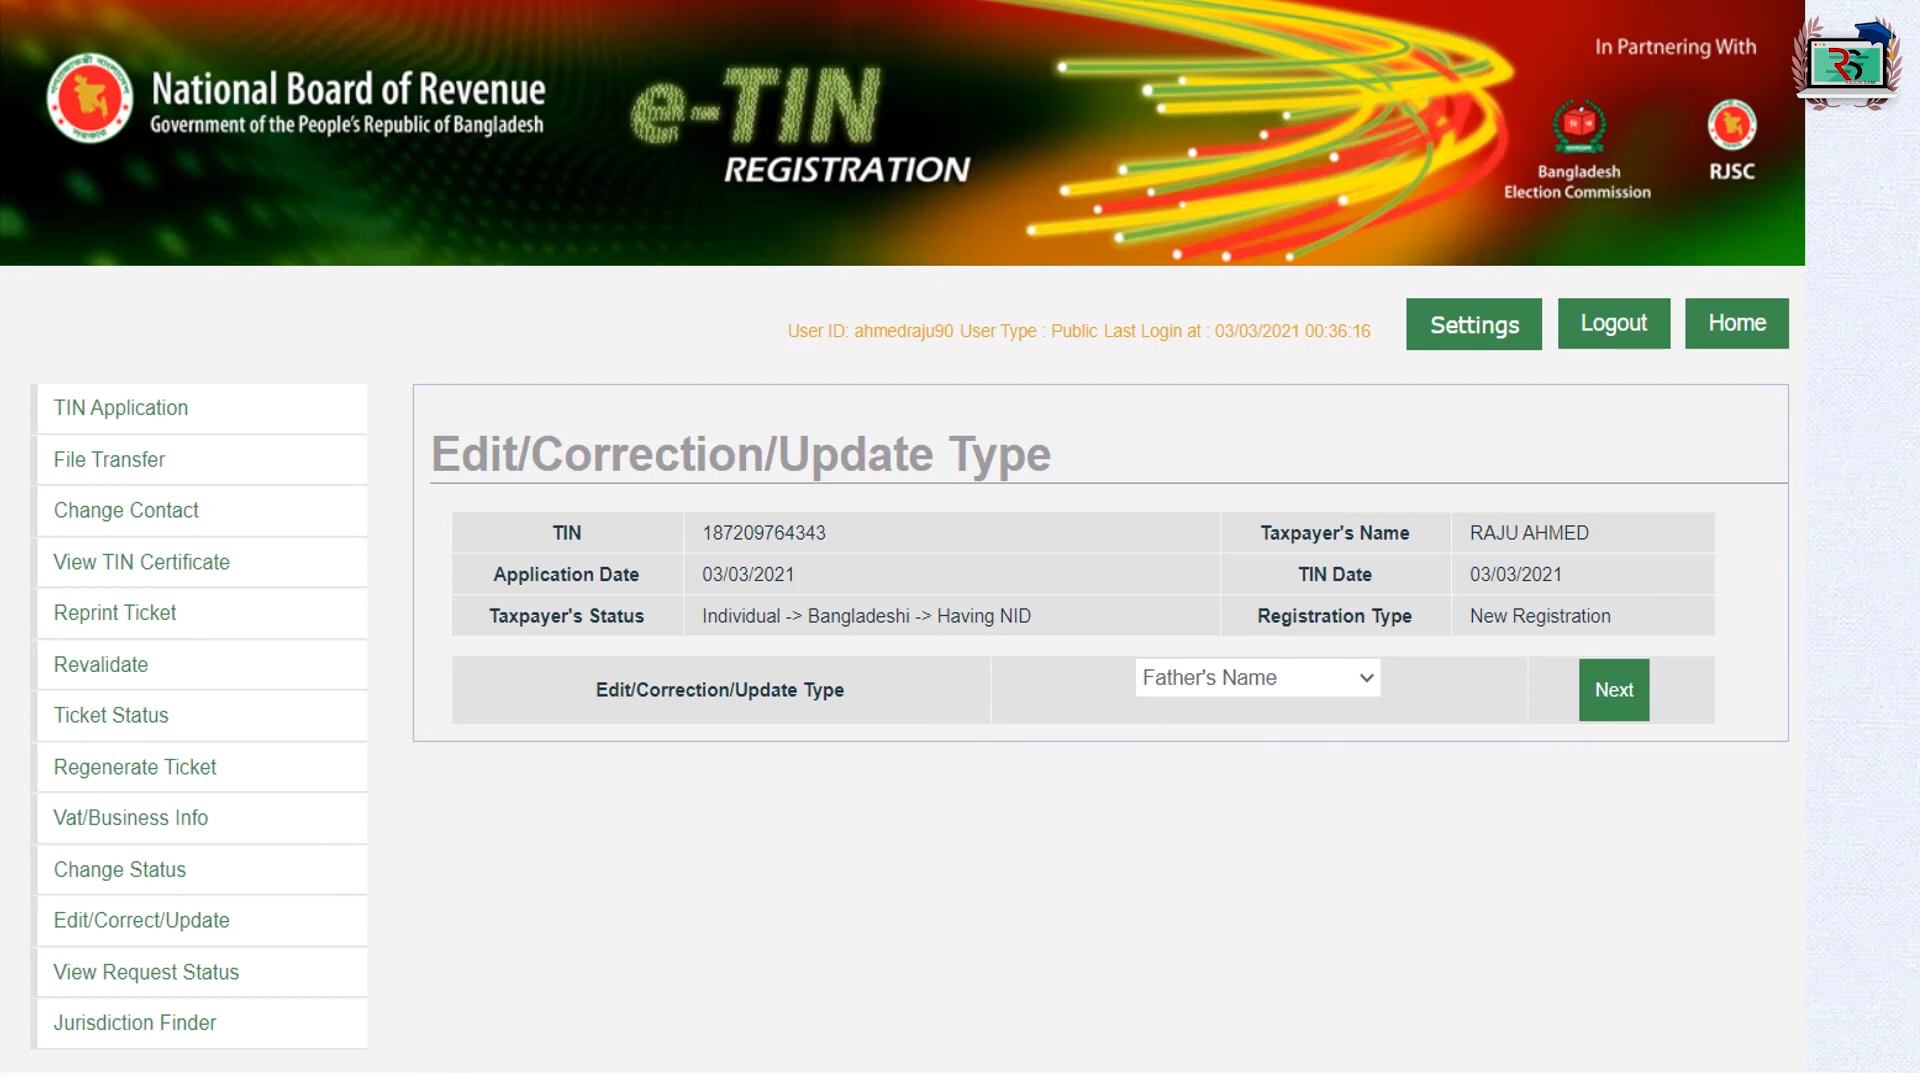 National Board of Revenue
Government of the People's Republic of Bangladesh
e-TIN
REGISTRATION
In Partnering With
Bangladesh
Election Commission
RJSC
RS
User ID: ahmedraju90 User Type : Public Last Login at : 03/03/2021 00:36:16
Settings
Logout
Home
TIN Application
File Transfer
Change Contact
View TIN Certificate
Reprint Ticket
Revalidate
Ticket Status
Regenerate Ticket
Vat/Business Info
Change Status
Edit/Correct/Update
View Request Status
Jurisdiction Finder
Edit/Correction/Update Type
TIN 187209764343 Taxpayer's Name RAJU AHMED
Application Date 03/03/2021 TIN Date 03/03/2021
Taxpayer's Status Individual -> Bangladeshi -> Having NID Registration Type New Registration
Edit/Correction/Update Type Father's Name Next